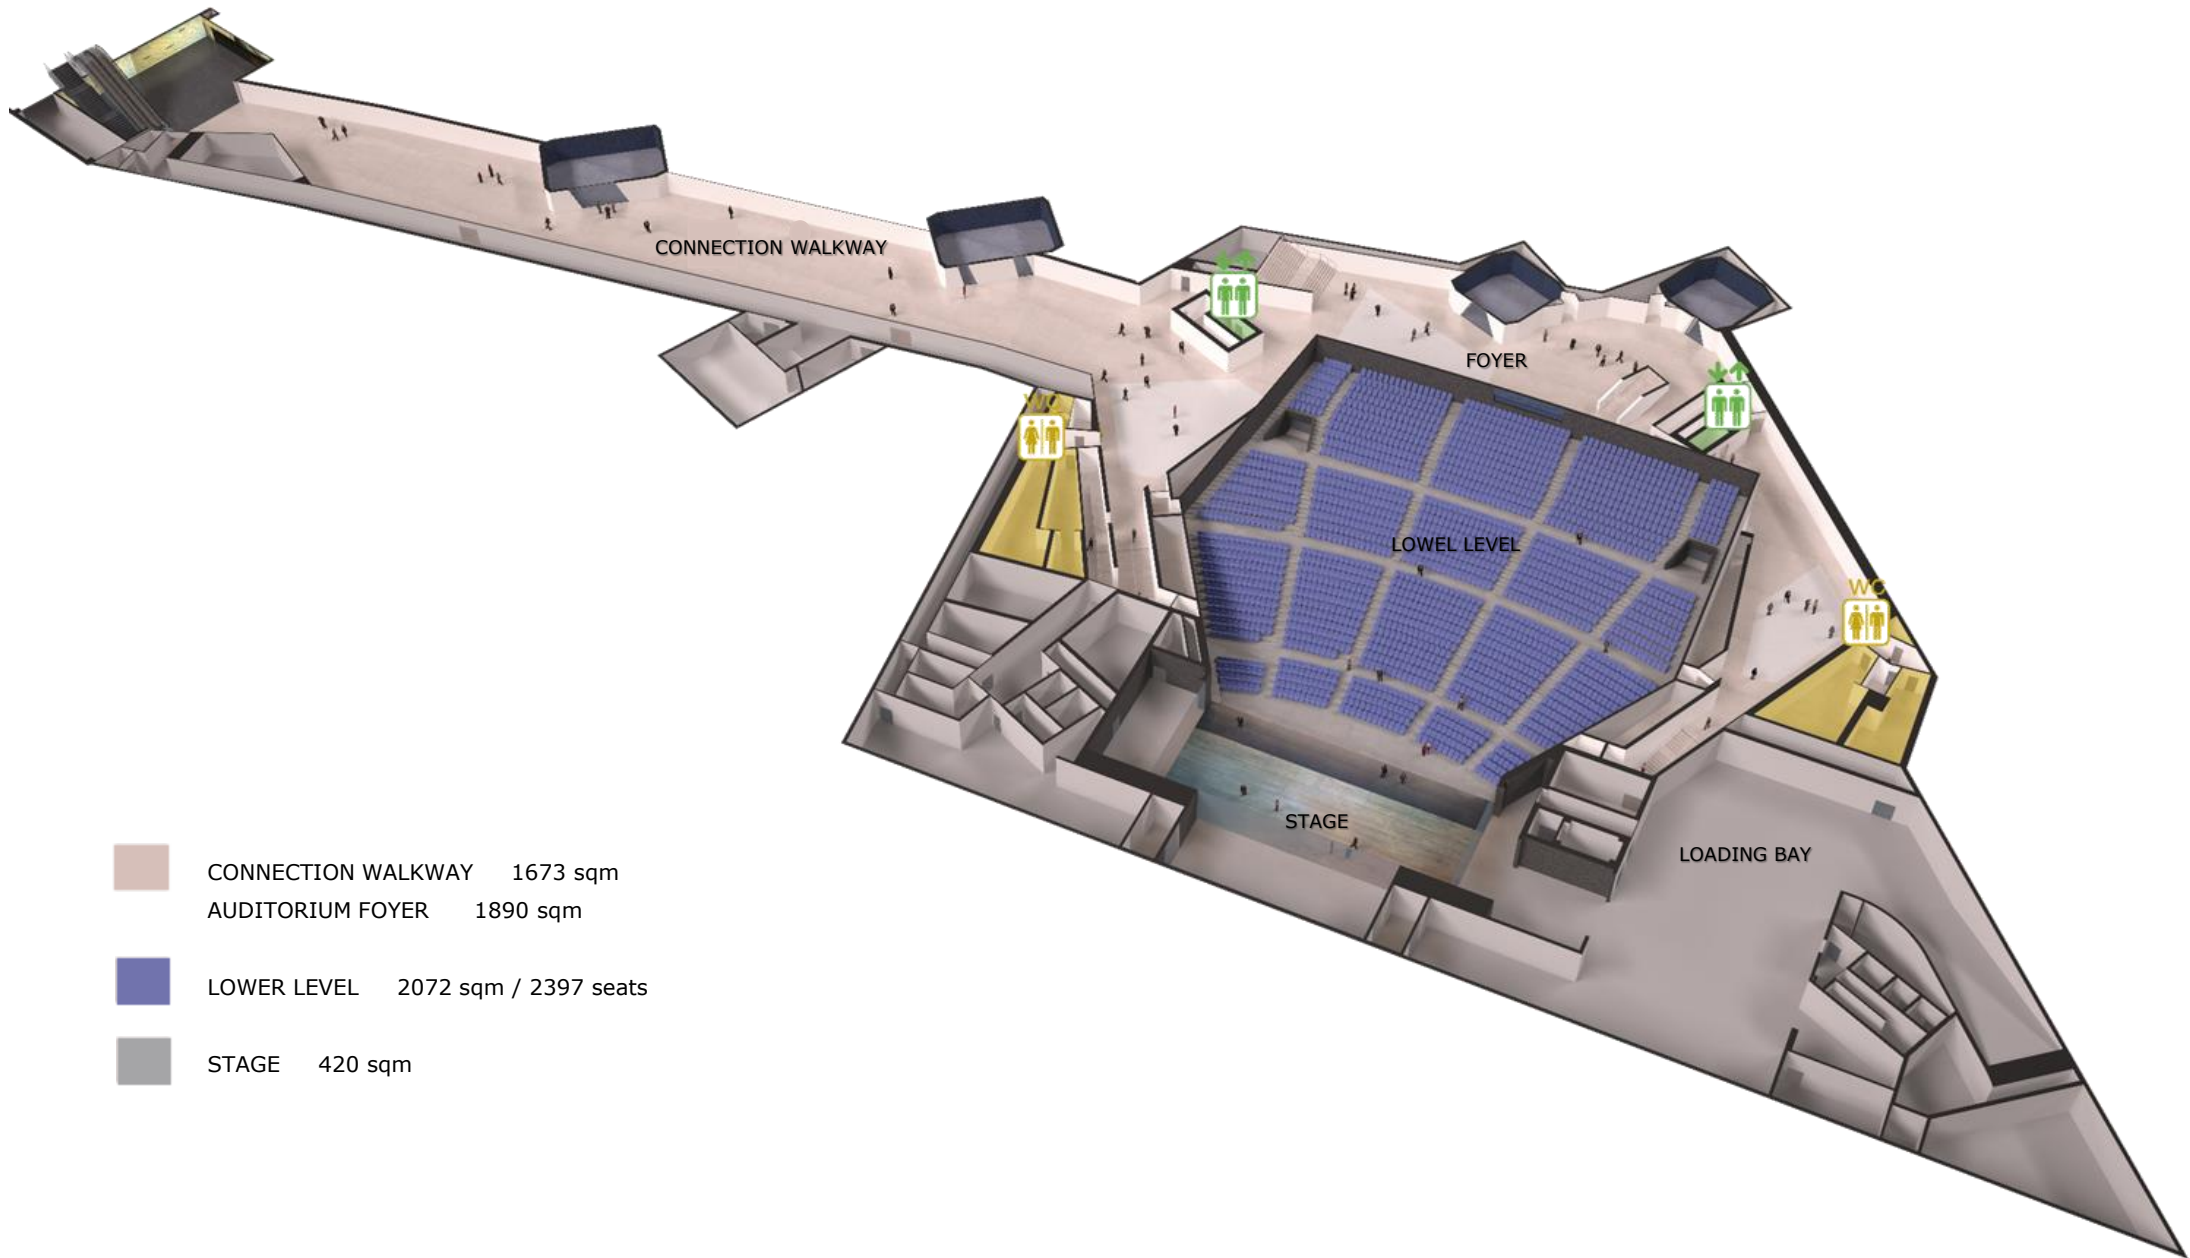 CONNECTION WALKWAY
FOYER
WC
LOWEL LEVEL
WC
STAGE
LOADING BAY
CONNECTION WALKWAY 1673 sqm
AUDITORIUM FOYER 1890 sqm
LOWER LEVEL 2072 sqm / 2397 seats
STAGE 420 sqm